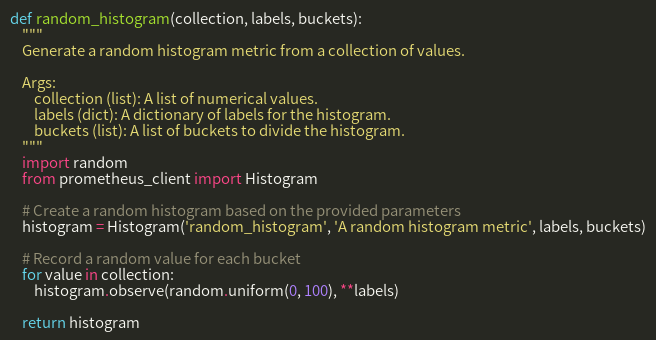 def random_histogram(collection, labels, buckets):
    """
    Generate a random histogram metric from a collection of values.

    Args:
        collection (list): A list of numerical values.
        labels (dict): A dictionary of labels for the histogram.
        buckets (list): A list of buckets to divide the histogram.
    """
    import random
    from prometheus_client import Histogram

    # Create a random histogram based on the provided parameters
    histogram = Histogram('random_histogram', 'A random histogram metric', labels, buckets)

    # Record a random value for each bucket
    for value in collection:
        histogram.observe(random.uniform(0, 100), **labels)

    return histogram